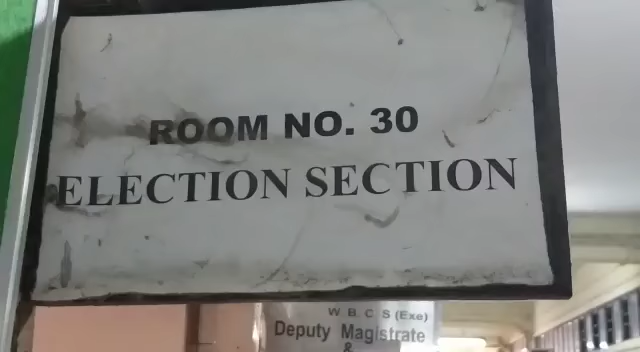 ROOM NO. 30
ELECTION SECTION
W B C S (Exe)
Deputy Magistrate
&